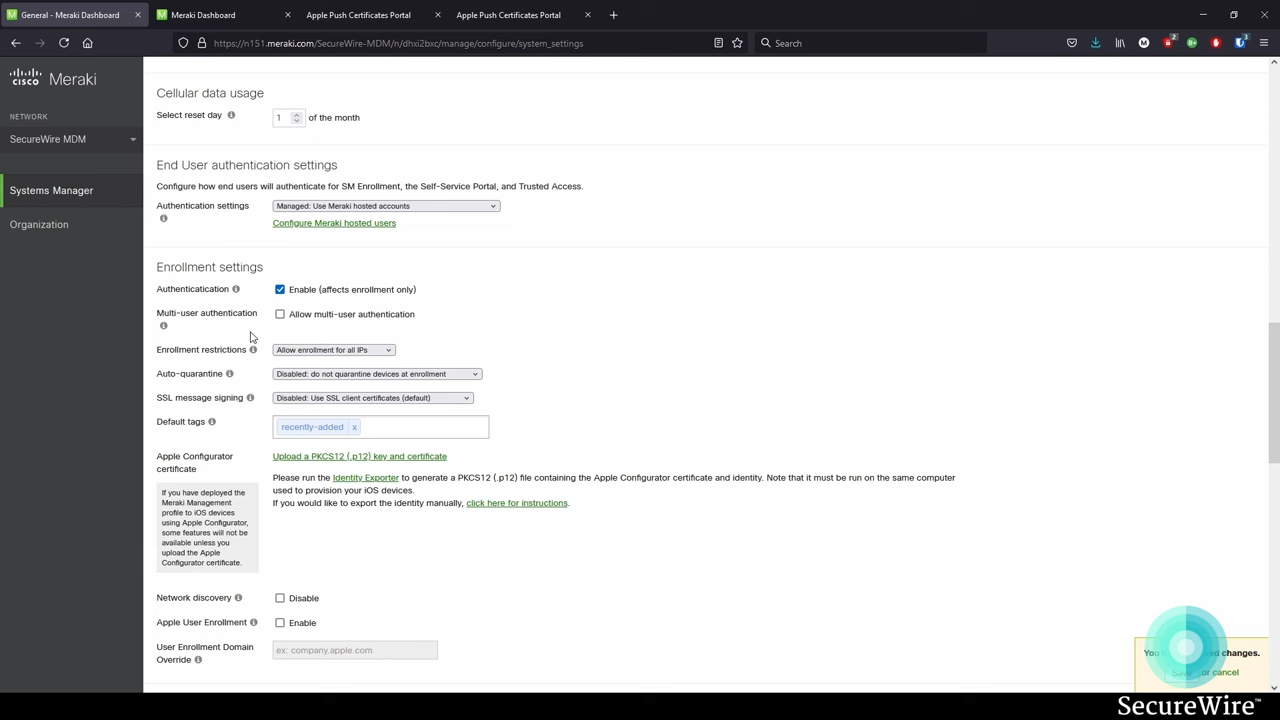 General - Meraki Dashboard
Meraki Dashboard
Apple Push Certificates Portal
Apple Push Certificates Portal
https://n151.meraki.com/SecureWire-MDM/n/dhxi2bxc/manage/configure/system_settings
Search
CISCO Meraki
NETWORK
SecureWire MDM
Systems Manager
Organization
Cellular data usage
Select reset day
1 of the month
End User authentication settings
Configure how end users will authenticate for SM Enrollment, the Self-Service Portal, and Trusted Access.
Authentication settings
Managed: Use Meraki hosted accounts
Configure Meraki hosted users
Enrollment settings
Authenticatication
Enable (affects enrollment only)
Multi-user authentication
Allow multi-user authentication
Enrollment restrictions
Allow enrollment for all IPs
Auto-quarantine
Disabled: do not quarantine devices at enrollment
SSL message signing
Disabled: Use SSL client certificates (default)
Default tags
recently-added x
Apple Configurator
certificate
Upload a PKCS12 (.p12) key and certificate
Please run the Identity Exporter to generate a PKCS12 (.p12) file containing the Apple Configurator certificate and identity. Note that it must be run on the same computer
used to provision your iOS devices.
If you would like to export the identity manually, click here for instructions.
If you have deployed the
Meraki Management
profile to iOS devices
using Apple Configurator,
some features will not be
available unless you
upload the Apple
Configurator certificate.
Network discovery
Disable
Apple User Enrollment
Enable
User Enrollment Domain
Override
ex: company.apple.com
changes.
or cancel
SecureWire™